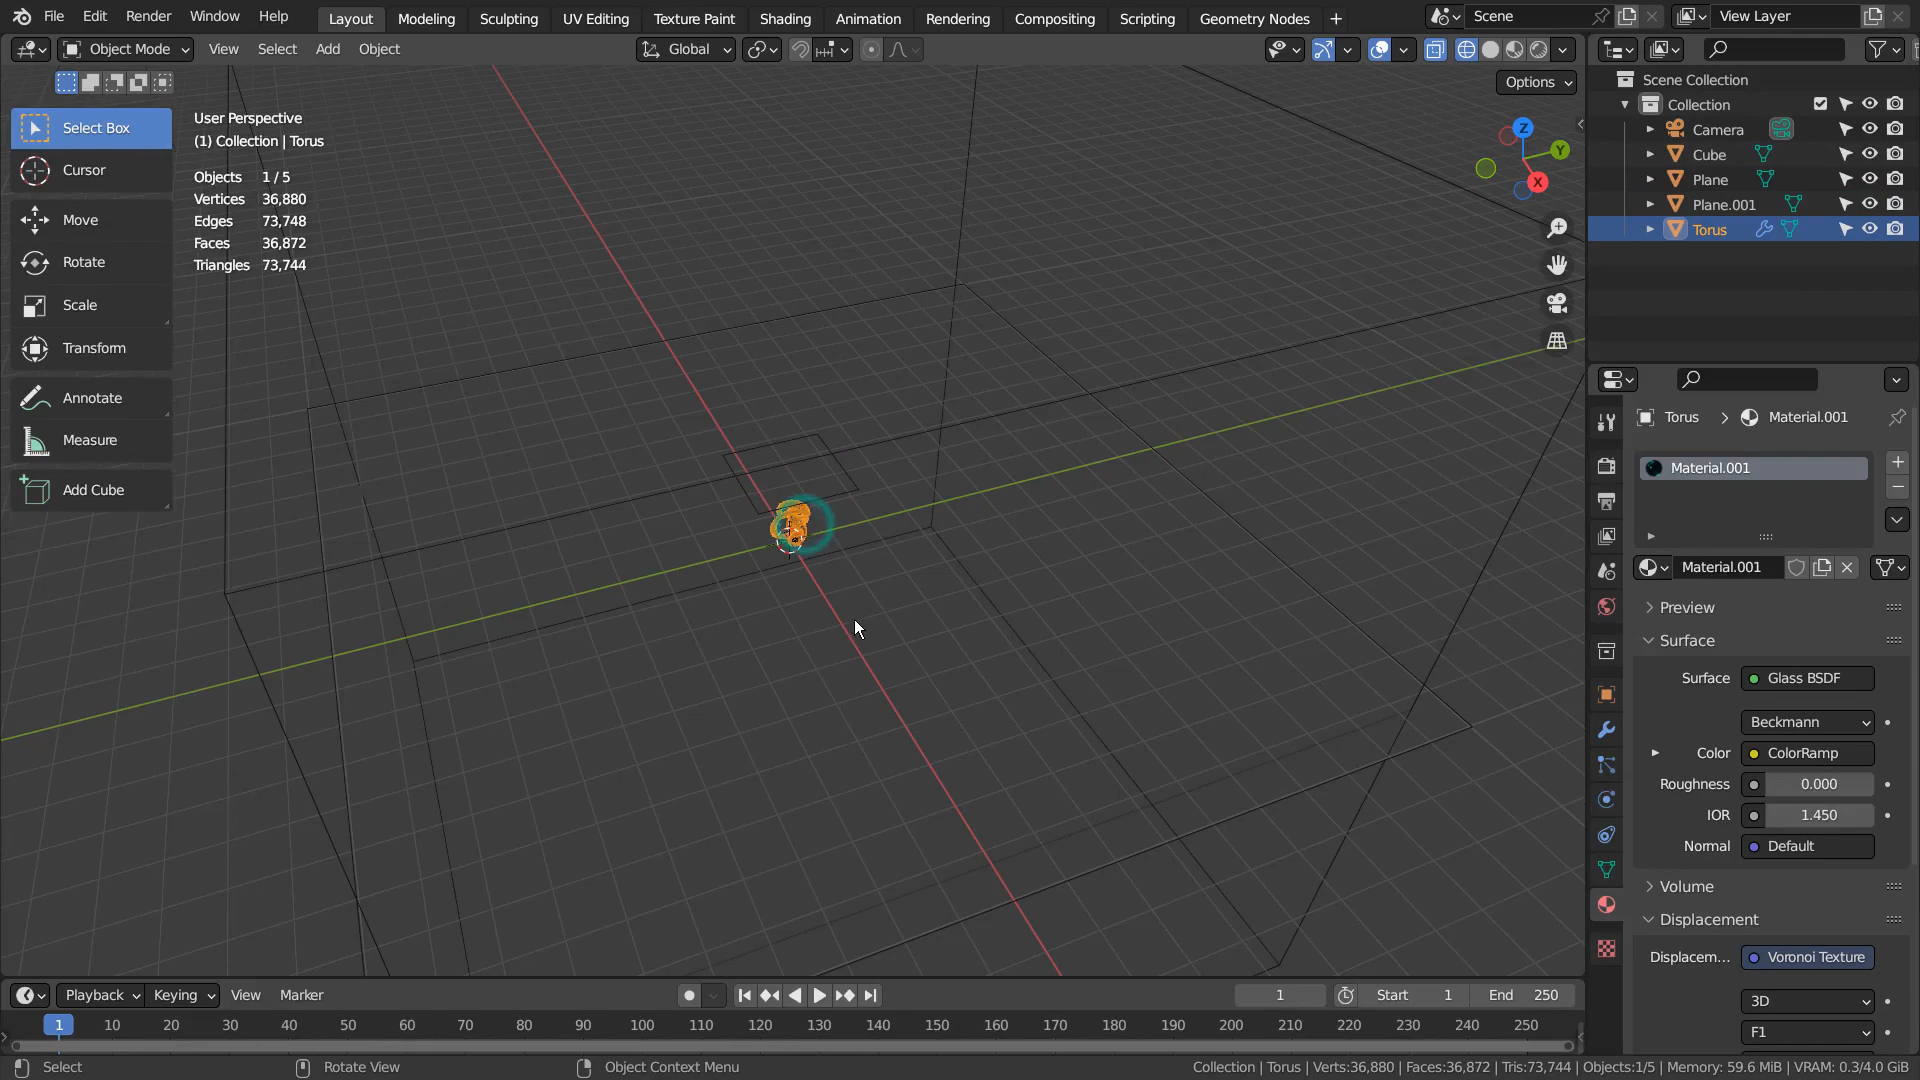 File Edit Render Window Help Layout Modeling Sculpting UV Editing Texture Paint Shading Animation Rendering Compositing Scripting Geometry Nodes + Scene View Layer
Object Mode View Select Add Object Global
Options
Select Box
Cursor
Move
Rotate
Scale
Transform
Annotate
Measure
Add Cube
User Perspective
(1) Collection | Torus
Objects 1 / 5
Vertices 36,880
Edges 73,748
Faces 36,872
Triangles 73,744
Z
Y
X
Scene Collection
Collection
Camera
Cube
Plane
Plane.001
Torus
Torus > Material.001
Material.001
Material.001
Preview
Surface
Surface Glass BSDF
Beckmann
Color ColorRamp
Roughness 0.000
IOR 1.450
Normal Default
Volume
Displacement
Displacem... Voronoi Texture
3D
F1
Playback Keying View Marker 1 Start 1 End 250
1 10 20 30 40 50 60 70 80 90 100 110 120 130 140 150 160 170 180 190 200 210 220 230 240 250
Select Rotate View Object Context Menu Collection | Torus | Verts:36,880 | Faces:36,872 | Tris:73,744 | Objects:1/5 | Memory: 59.6 MiB | VRAM: 0.3/4.0 GiB